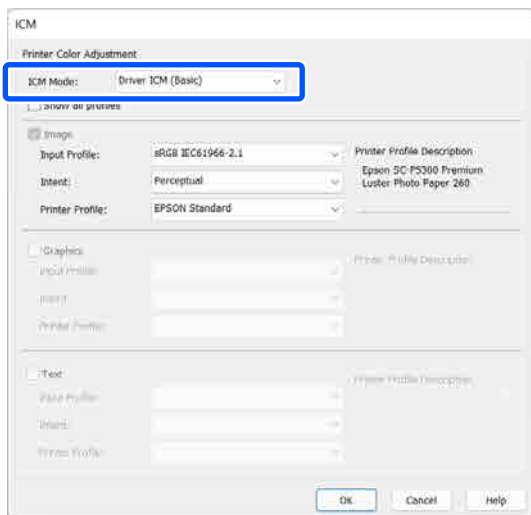 ICM
Printer Color Adjustment
ICM Mode: Driver ICM (Basic)
Show all profiles
Image
Input Profile: sRGB IEC61966-2.1 Printer Profile Description
Intent: Perceptual Epson SC-P5300 Premium
Luster Photo Paper 260
Printer Profile: EPSON Standard
Graphics
Input Profile: Printer Profile Description
Intent:
Printer Profile:
Text
Input Profile: Printer Profile Description
Intent:
Printer Profile:
OK Cancel Help